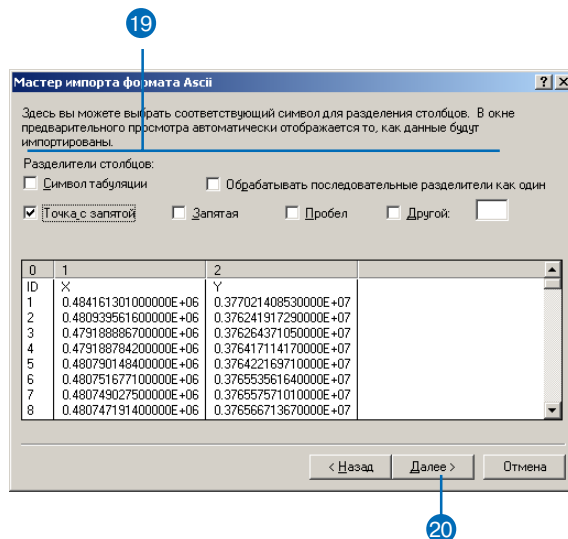 19
Мастер импорта формата Ascii
Здесь вы можете выбрать соответствующий символ для разделения столбцов. В окне
предварительного просмотра автоматически отображается то, как данные будут
импортированы.
Разделители столбцов:
Символ табуляции Обрабатывать последовательные разделители как один
Точка с запятой Запятая Пробел Другой:
0 1 2
ID X Y
1 0.484161301000000E+06 0.377021408530000E+07
2 0.480939561600000E+06 0.376241917290000E+07
3 0.479188886700000E+06 0.376264371050000E+07
4 0.479188784200000E+06 0.376417114170000E+07
5 0.480790148400000E+06 0.376422169710000E+07
6 0.480751677100000E+06 0.376553561640000E+07
7 0.480749027500000E+06 0.376557571010000E+07
8 0.480747191400000E+06 0.376566713670000E+07
< Назад Далее > Отмена
20